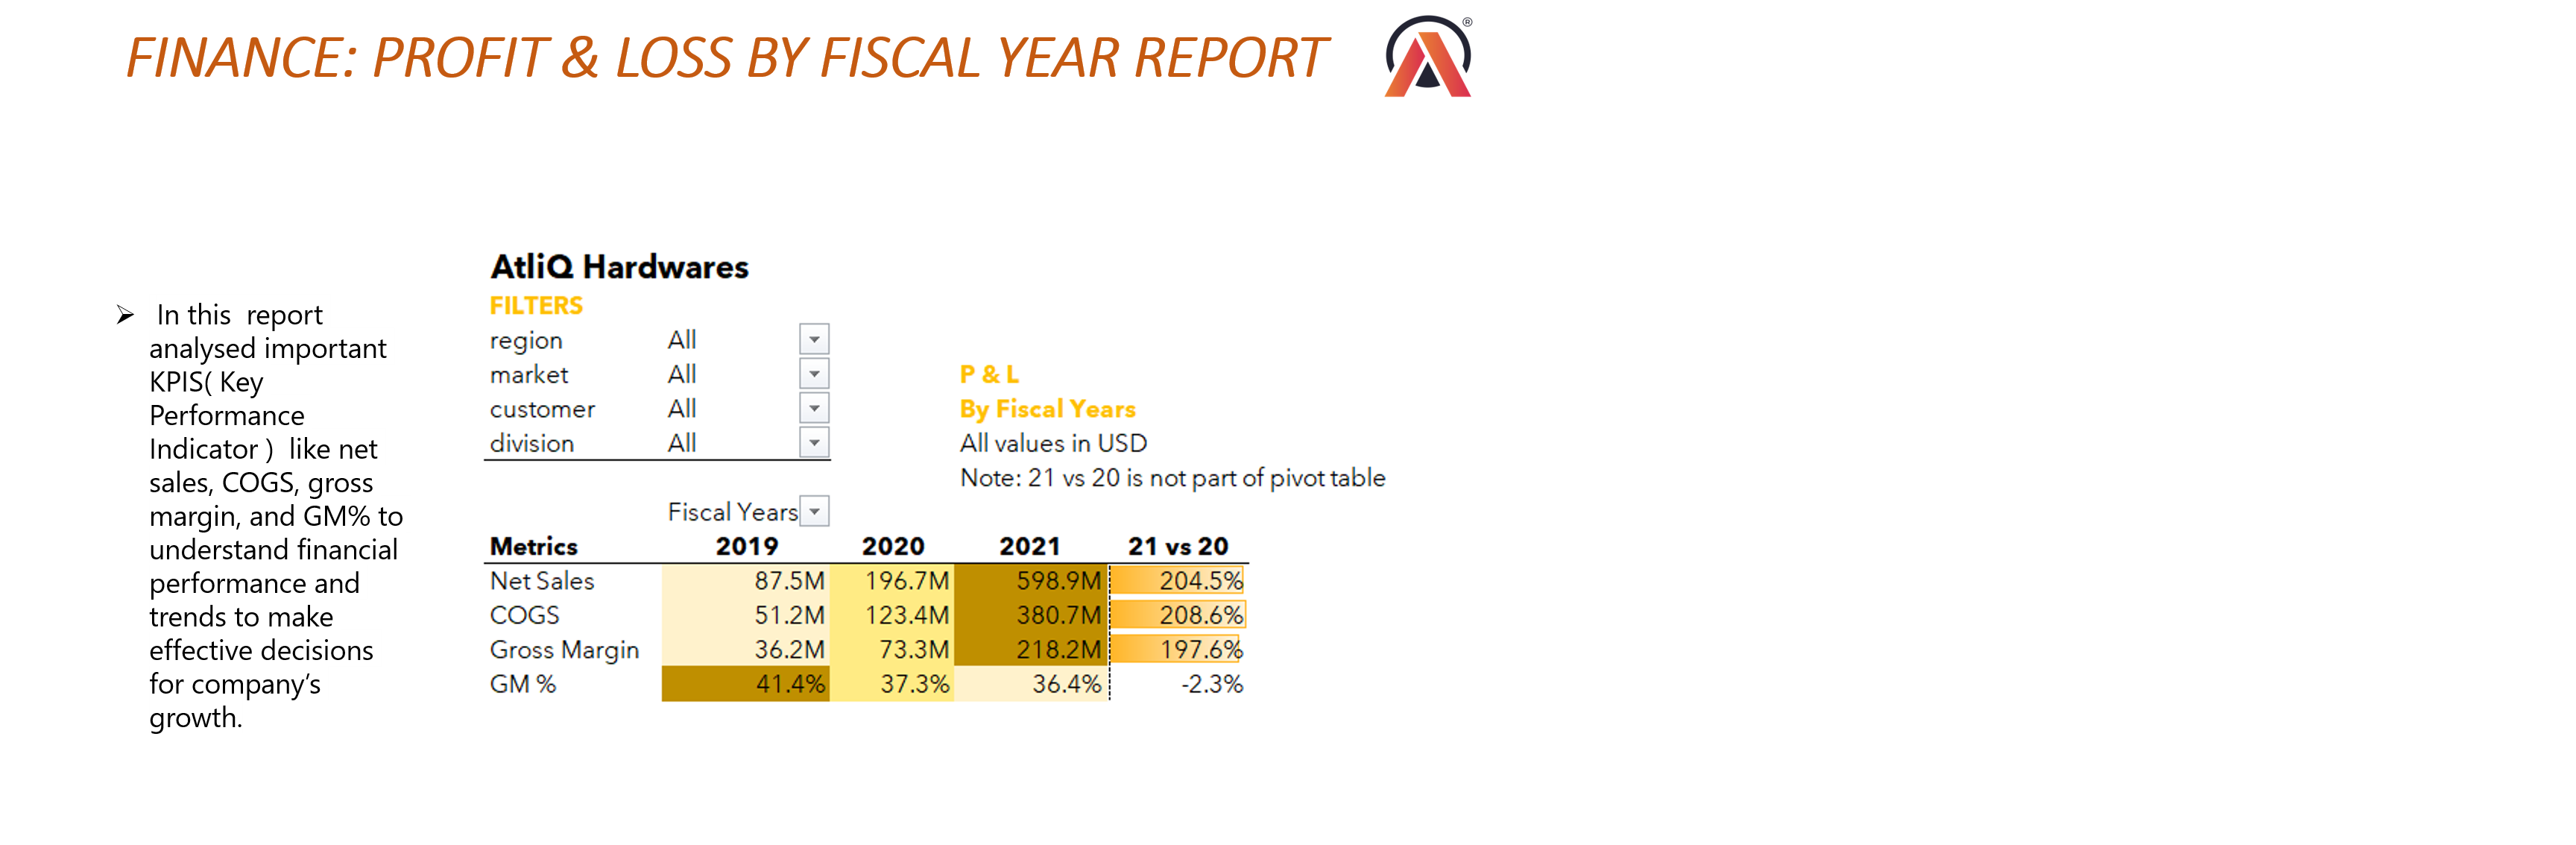 FINANCE: PROFIT & LOSS BY FISCAL YEAR REPORT
®
➢ In this report
analysed important
KPIS( Key
Performance
Indicator ) like net
sales, COGS, gross
margin, and GM% to
understand financial
performance and
trends to make
effective decisions
for company’s
growth.
AtliQ Hardwares
FILTERS
region All
market All
customer All
division All
P & L
By Fiscal Years
All values in USD
Note: 21 vs 20 is not part of pivot table
Fiscal Years
Metrics 2019 2020 2021 21 vs 20
Net Sales 87.5M 196.7M 598.9M 204.5%
COGS 51.2M 123.4M 380.7M 208.6%
Gross Margin 36.2M 73.3M 218.2M 197.6%
GM % 41.4% 37.3% 36.4% -2.3%